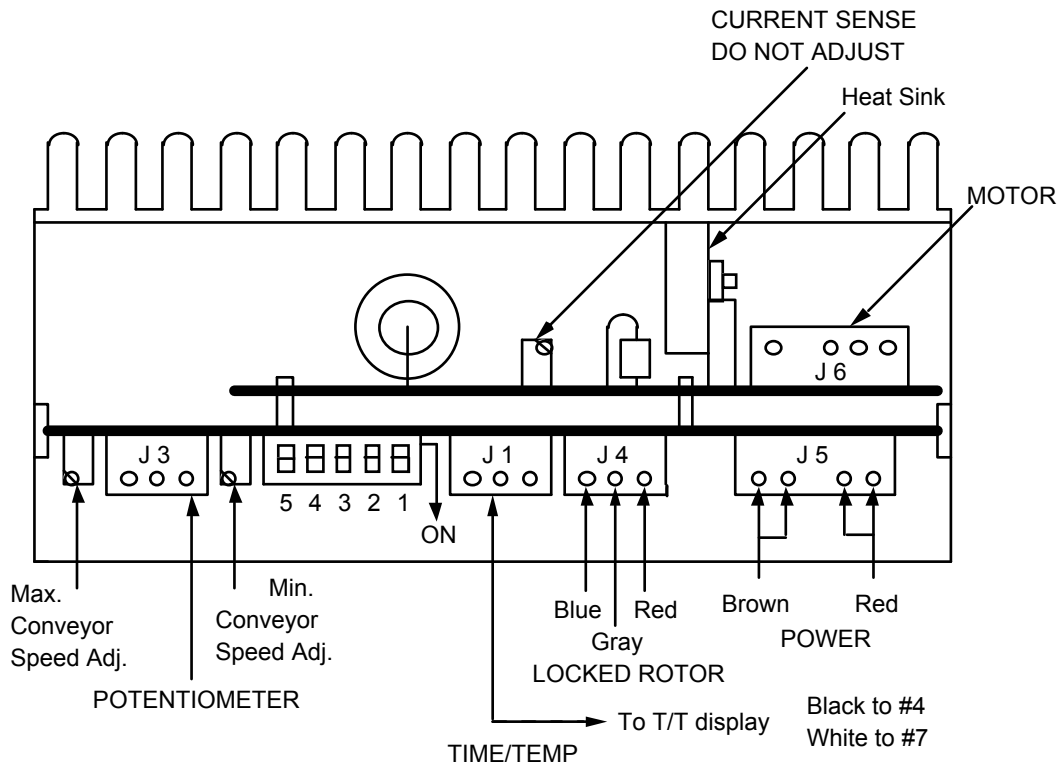 CURRENT SENSE
DO NOT ADJUST
Heat Sink
MOTOR
J 6
J 3
J 1
J 4
J 5
5 4 3 2 1
ON
Max.
Conveyor
Speed Adj.
Min.
Conveyor
Speed Adj.
Blue
Red
Gray
LOCKED ROTOR
Brown
Red
POWER
POTENTIOMETER
To T/T display
TIME/TEMP
Black to #4
White to #7